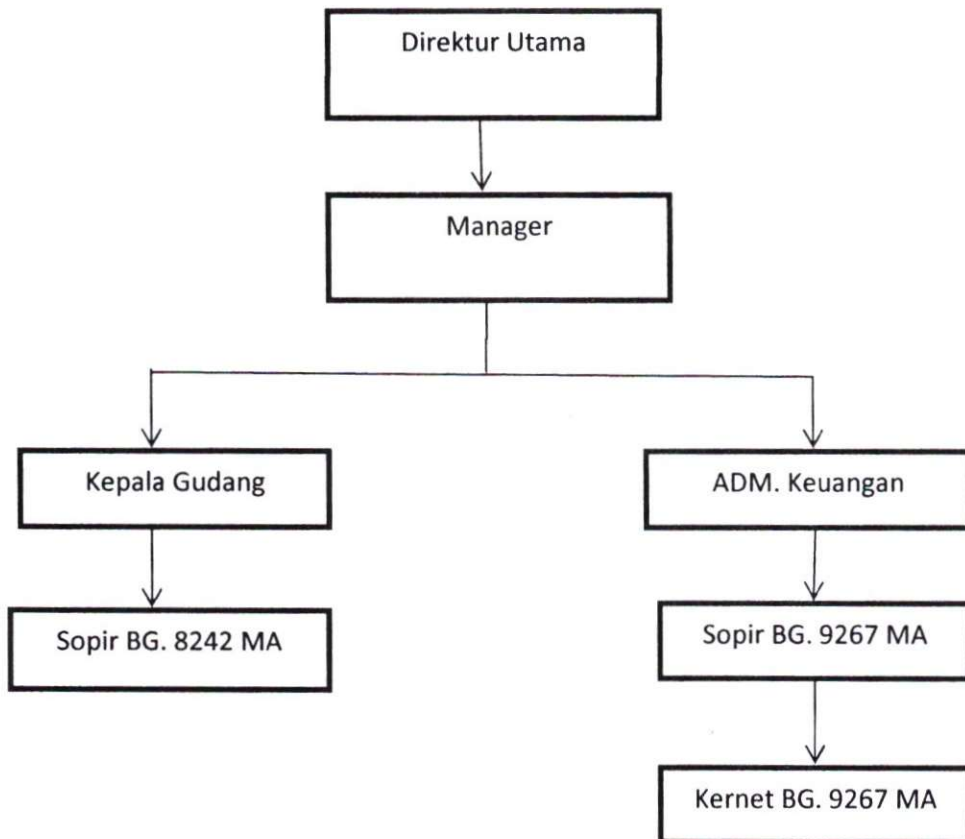 Direktur Utama
Manager
Kepala Gudang
ADM. Keuangan
Sopir BG. 8242 MA
Sopir BG. 9267 MA
Kernet BG. 9267 MA